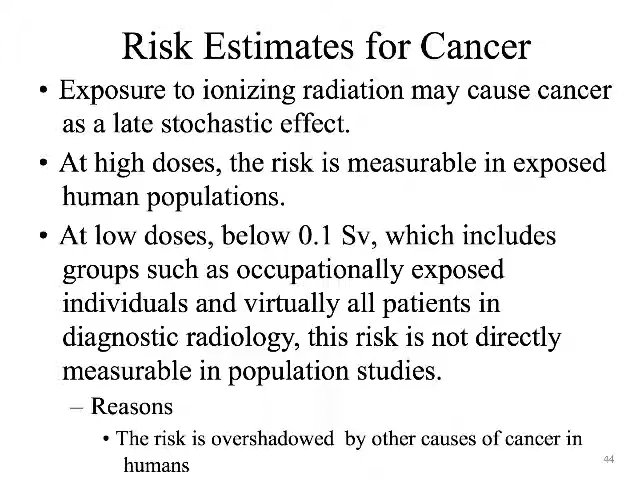 Risk Estimates for Cancer
• Exposure to ionizing radiation may cause cancer
as a late stochastic effect.
• At high doses, the risk is measurable in exposed
human populations.
• At low doses, below 0.1 Sv, which includes
groups such as occupationally exposed
individuals and virtually all patients in
diagnostic radiology, this risk is not directly
measurable in population studies.
– Reasons
• The risk is overshadowed by other causes of cancer in
humans
44